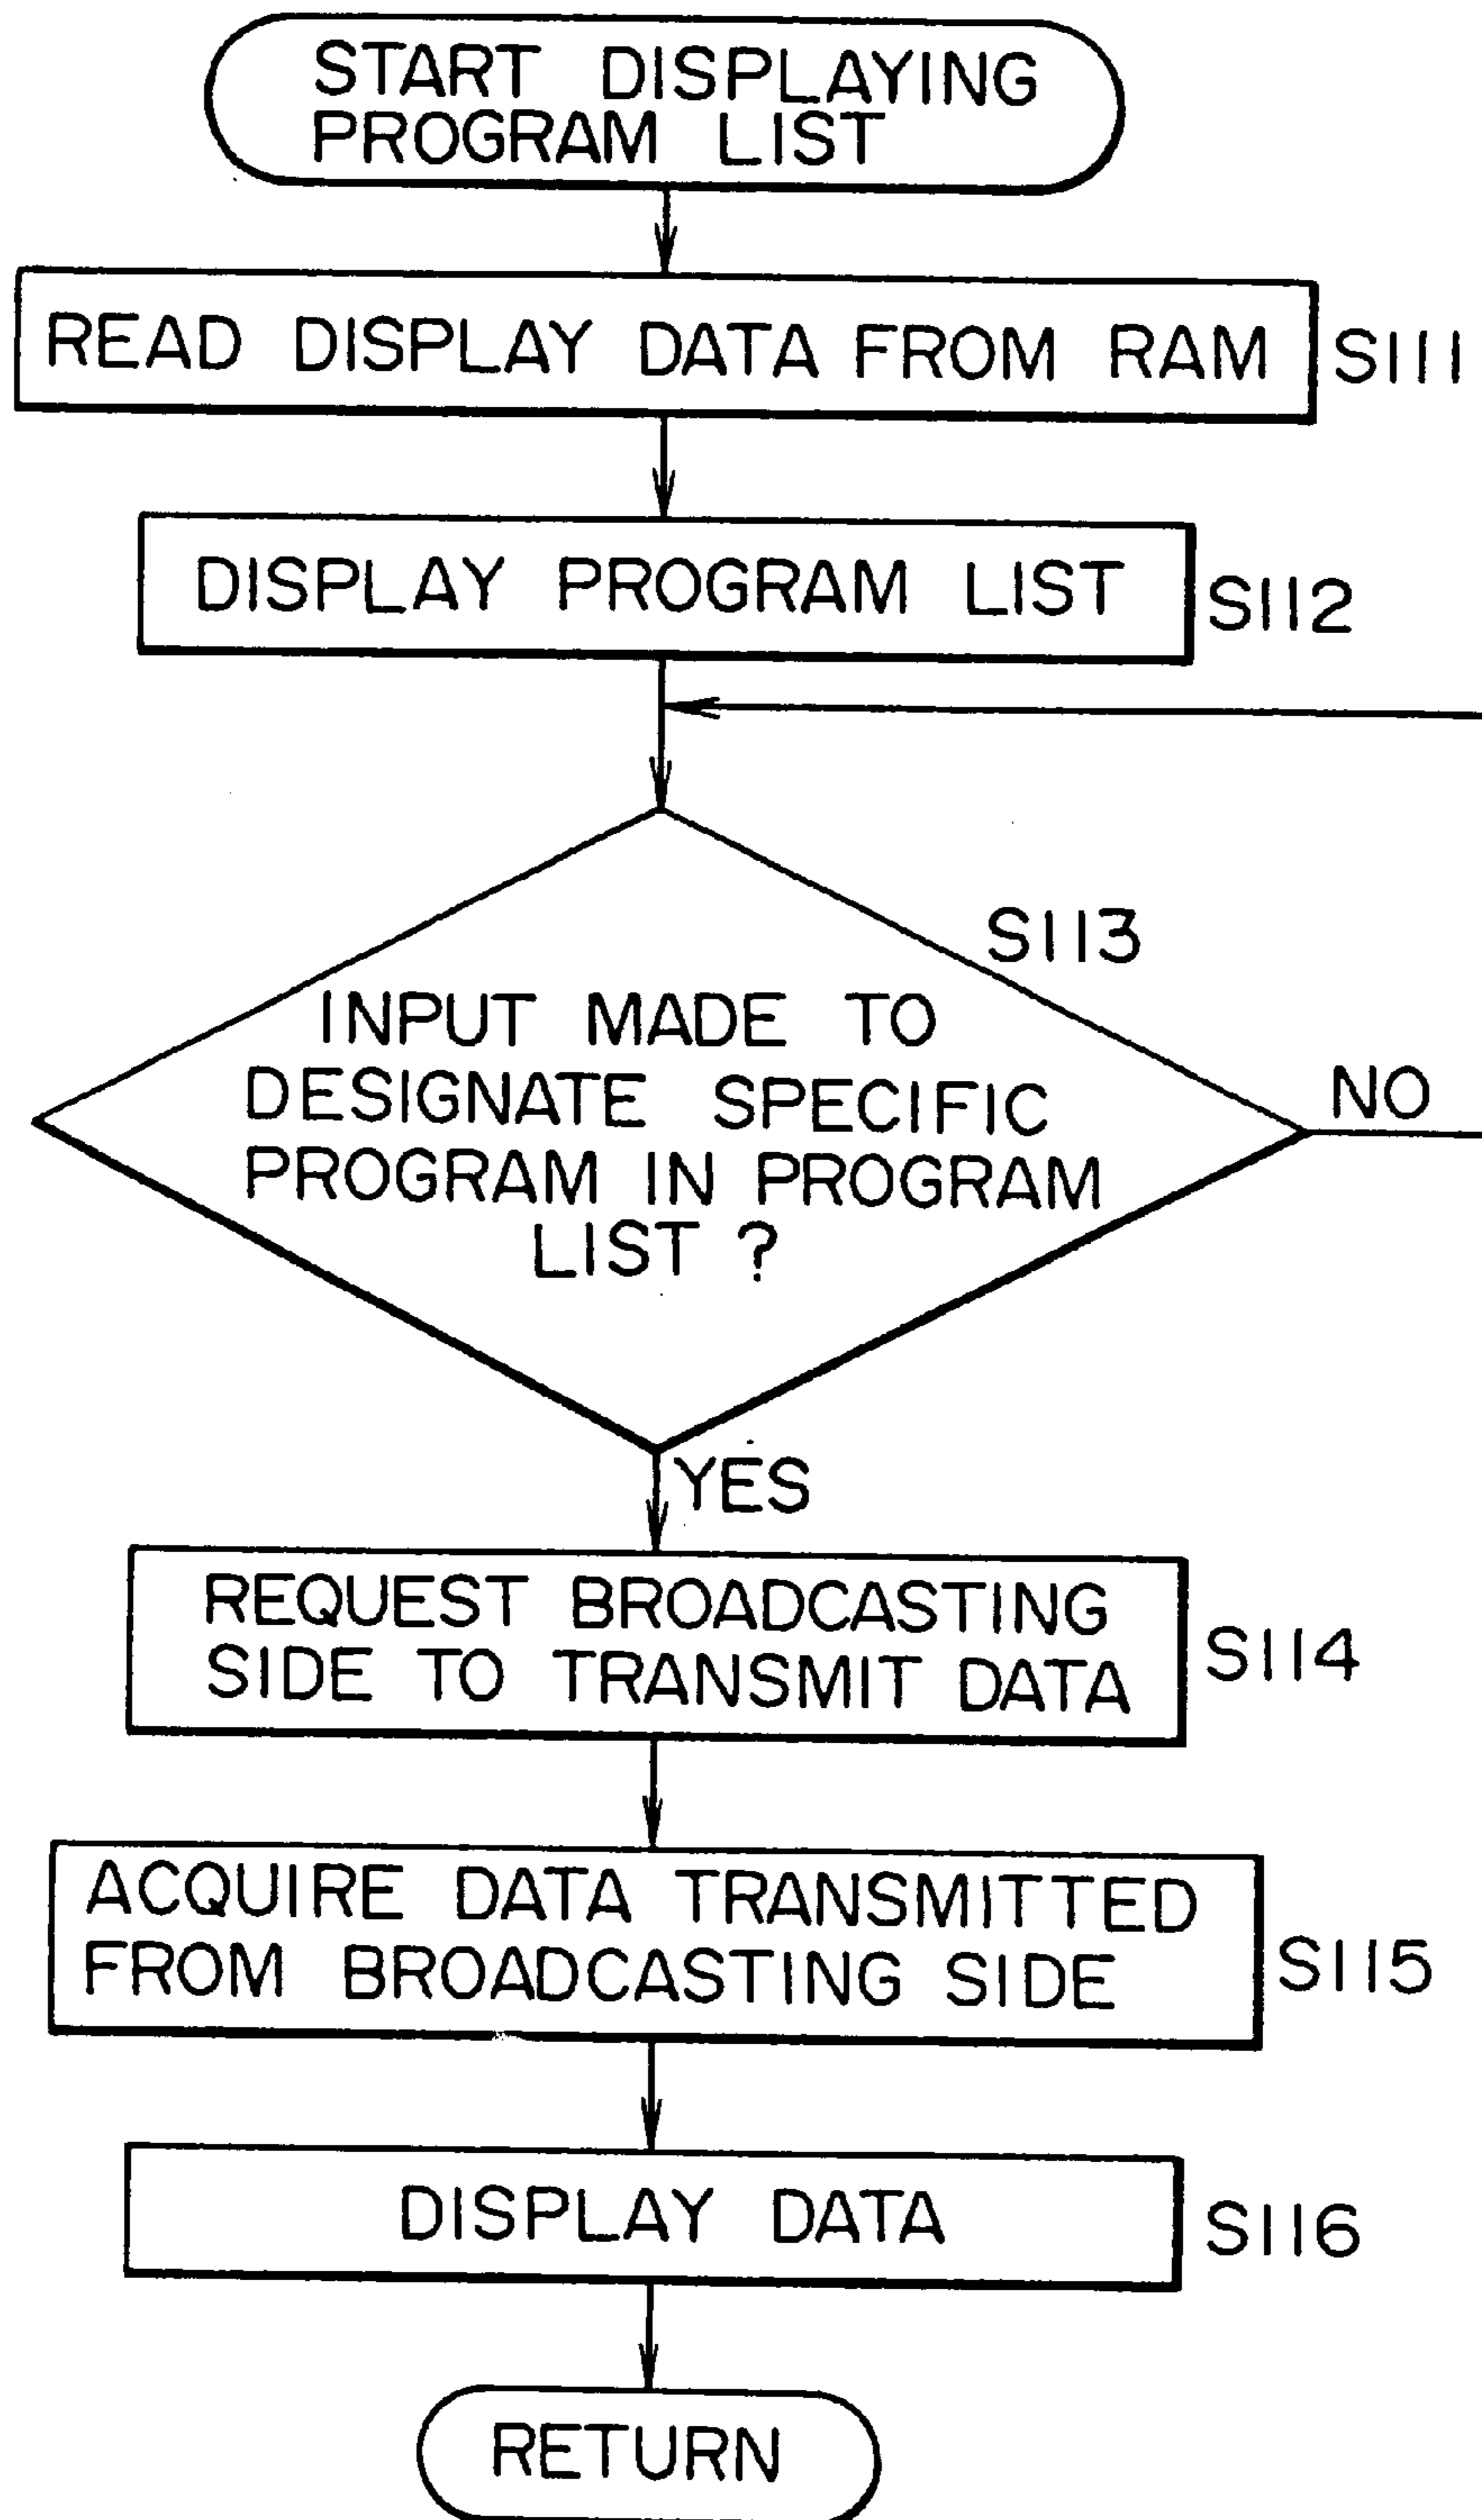 START DISPLAYING
PROGRAM LIST
READ DISPLAY DATA FROM RAM
S111
DISPLAY PROGRAM LIST
S112
S113
INPUT MADE TO
DESIGNATE SPECIFIC
PROGRAM IN PROGRAM
LIST ?
NO
YES
REQUEST BROADCASTING
SIDE TO TRANSMIT DATA
S114
ACQUIRE DATA TRANSMITTED
FROM BROADCASTING SIDE
S115
DISPLAY DATA
S116
RETURN